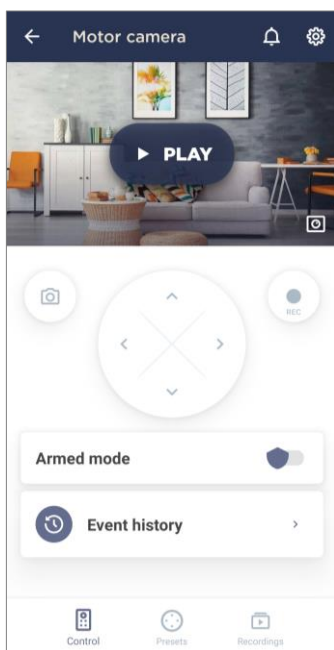 Motor camera
PLAY
REC
Armed mode
Event history
Control Presets Recordings